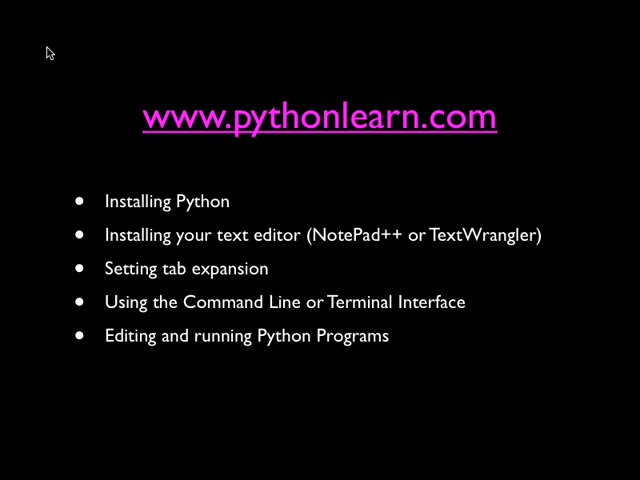 www.pythonlearn.com
• Installing Python
• Installing your text editor (NotePad++ or TextWrangler)
• Setting tab expansion
• Using the Command Line or Terminal Interface
• Editing and running Python Programs